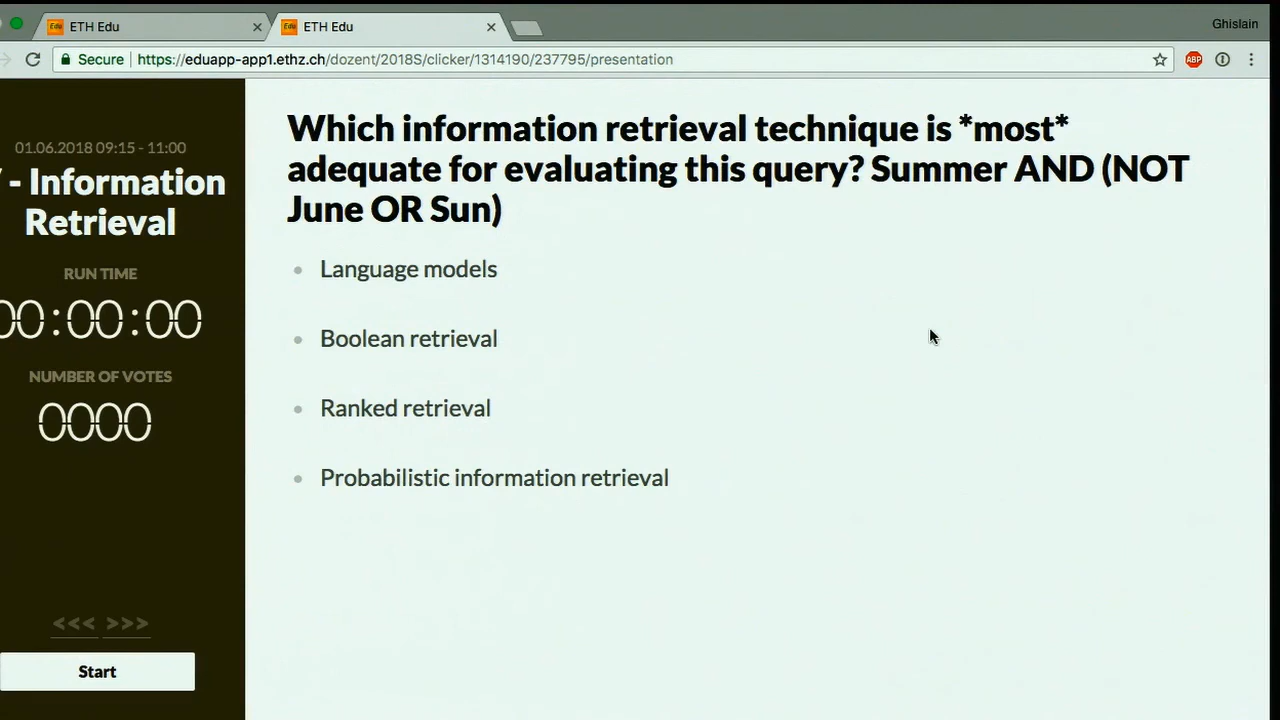 ETH Edu
ETH Edu
Ghislain
Secure
https://eduapp-app1.ethz.ch/dozent/2018S/clicker/1314190/237795/presentation
ABP
01.06.2018 09:15 - 11:00
- Information
Retrieval
RUN TIME
00:00:00
NUMBER OF VOTES
0000
<<< >>>
Start
Which information retrieval technique is *most*
adequate for evaluating this query? Summer AND (NOT
June OR Sun)
Language models
Boolean retrieval
Ranked retrieval
Probabilistic information retrieval